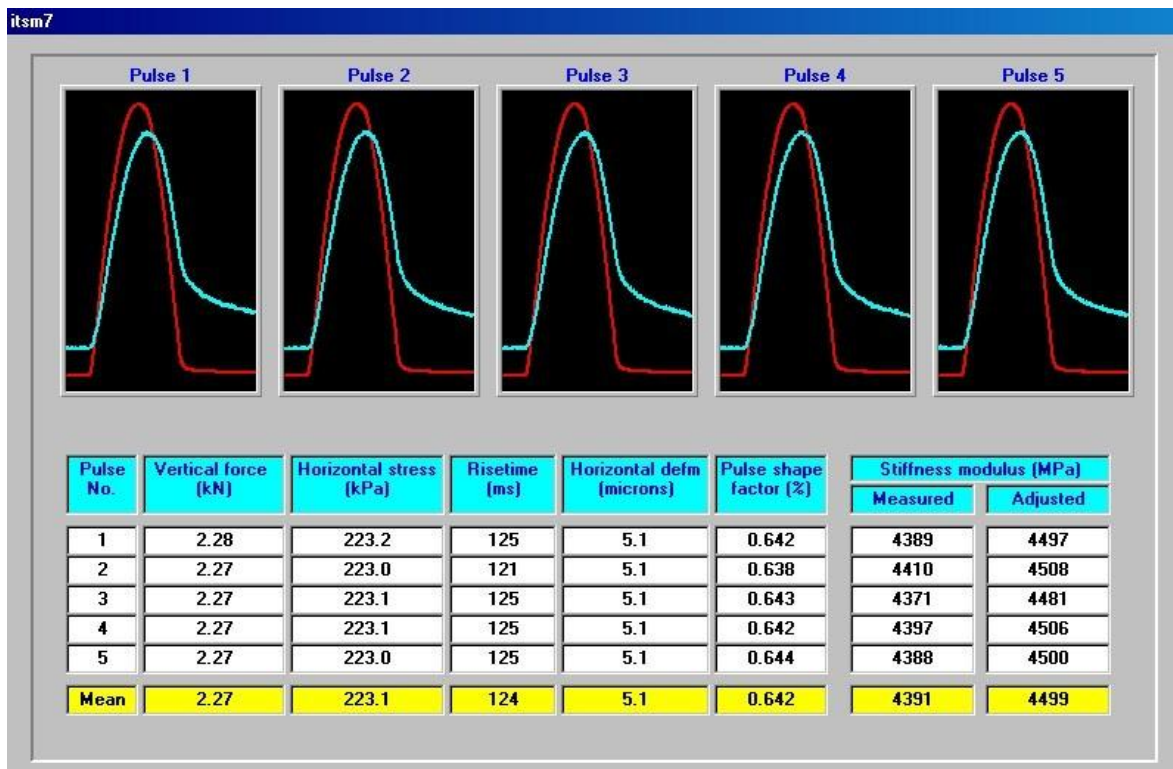 itsm7
Pulse 1 Pulse 2 Pulse 3 Pulse 4 Pulse 5
Pulse No. Vertical force (kN) Horizontal stress (kPa) Risetime (ms) Horizontal defm (microns) Pulse shape factor (%) Stiffness modulus (MPa)
Measured Adjusted
1 2.28 223.2 125 5.1 0.642 4389 4497
2 2.27 223.0 121 5.1 0.638 4410 4508
3 2.27 223.1 125 5.1 0.643 4371 4481
4 2.27 223.1 125 5.1 0.642 4397 4506
5 2.27 223.0 125 5.1 0.644 4388 4500
Mean 2.27 223.1 124 5.1 0.642 4391 4499